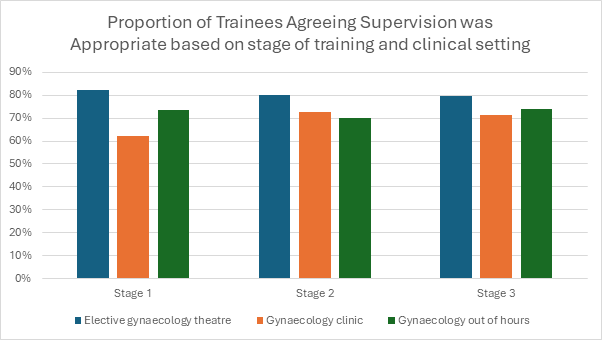 Proportion of Trainees Agreeing Supervision was
Appropriate based on stage of training and clinical setting
90%
80%
70%
60%
50%
40%
30%
20%
10%
0%
Stage 1 Stage 2 Stage 3
Elective gynaecology theatre Gynaecology clinic Gynaecology out of hours